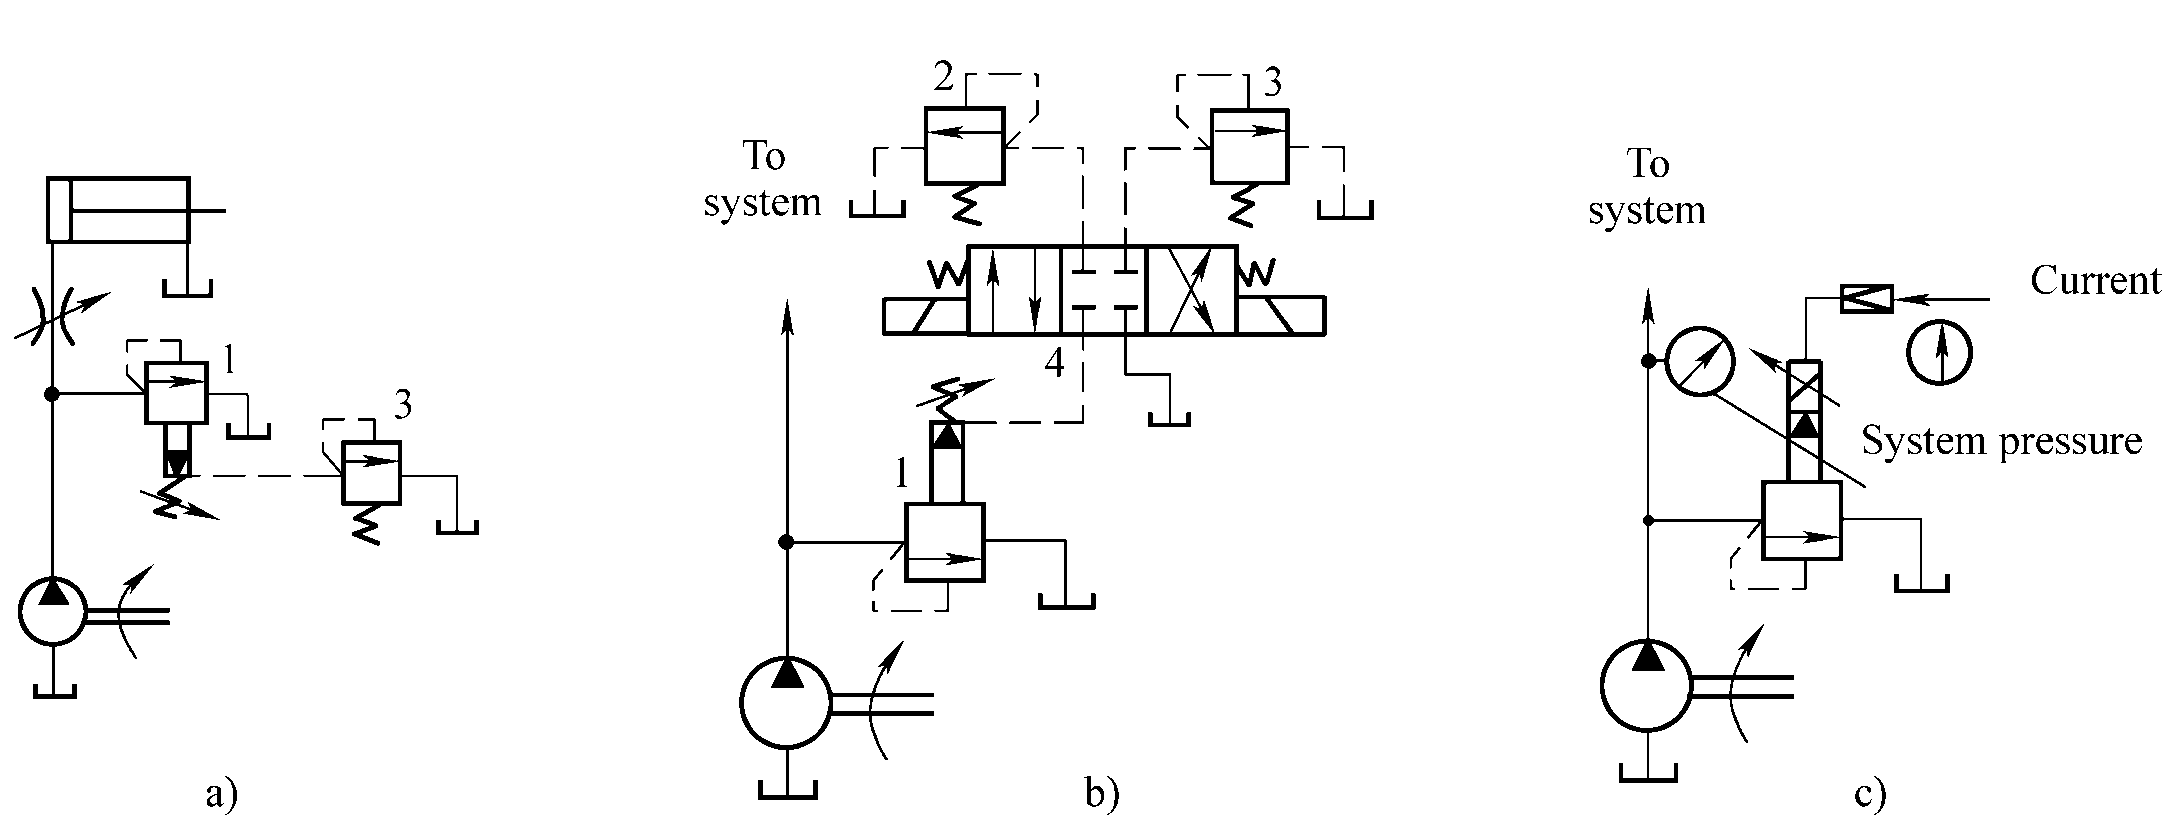 1
3
a)
To
system
2
3
4
1
b)
To
system
Current
System pressure
c)